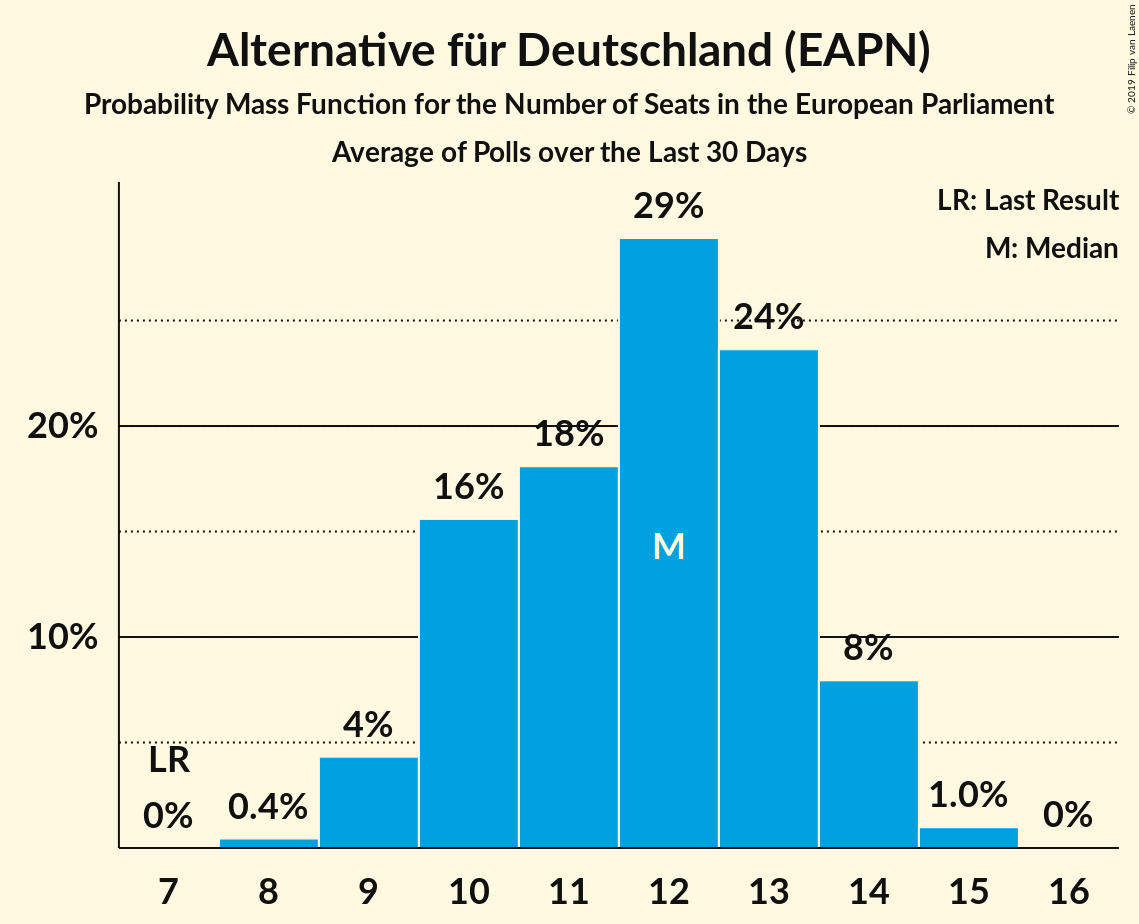 Alternative für Deutschland (EAPN)
Probability Mass Function for the Number of Seats in the European Parliament
Average of Polls over the Last 30 Days
© 2019 Filip van Laenen
LR: Last Result
M: Median
29%
24%
20%
18%
16%
M
10%
8%
4%
LR
0%
0.4%
1.0%
0%
7 8 9 10 11 12 13 14 15 16